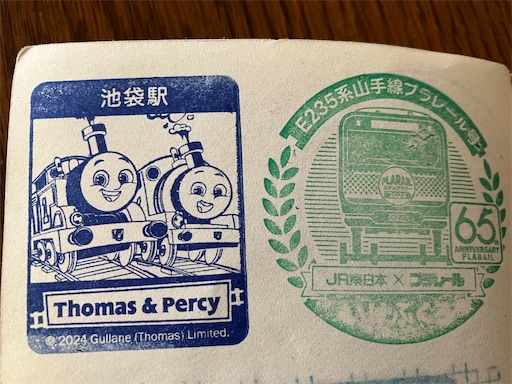 池袋駅
Thomas & Percy
© 2024 Gullane (Thomas) Limited.
E235系山手線プラレール号
PLARAIL
65
ANNIVERSARY
PLARAIL
JR東日本 × プラレール